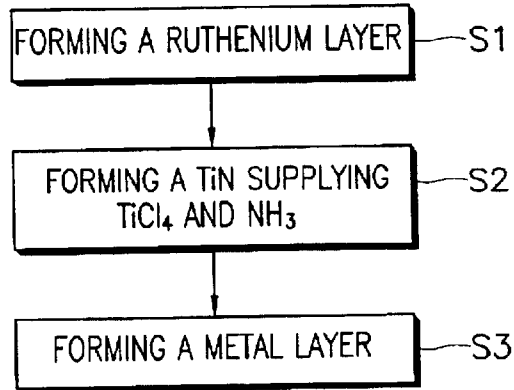 FORMING A RUTHENIUM LAYER S1
FORMING A TiN SUPPLYING S2
TiCl₄ AND NH₃
FORMING A METAL LAYER S3